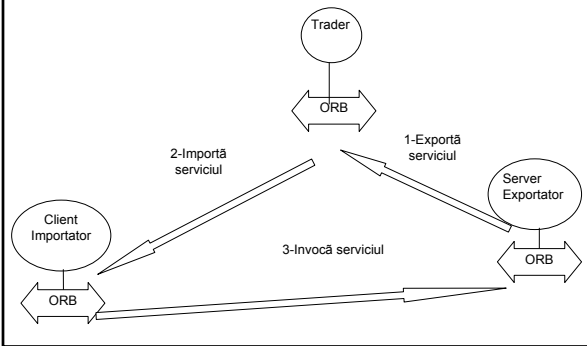 Trader
ORB
1-Exportă
serviciul
2-Importă
serviciul
Server
Exportator
Client
Importator
3-Invocă serviciul
ORB
ORB